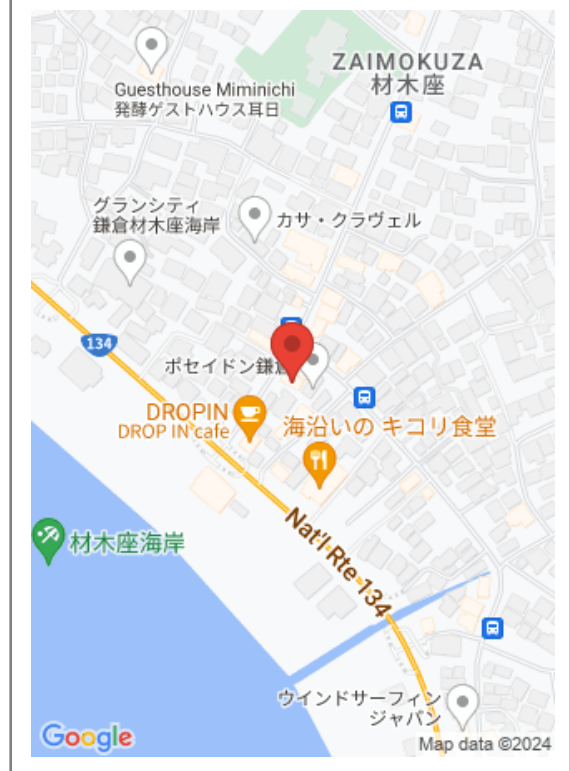 ZAIMOKUZA
材木座
Guesthouse Miminichi
発酵ゲストハウス耳日
グランシティ
鎌倉材木座海岸
カサ・クラヴェル
134
ポセイドン鎌倉
DROPIN
DROP IN cafe
海沿いの キコリ食堂
Nat'l Rte 134
材木座海岸
ウインドサーフィン
ジャパン
Google
Map data ©2024